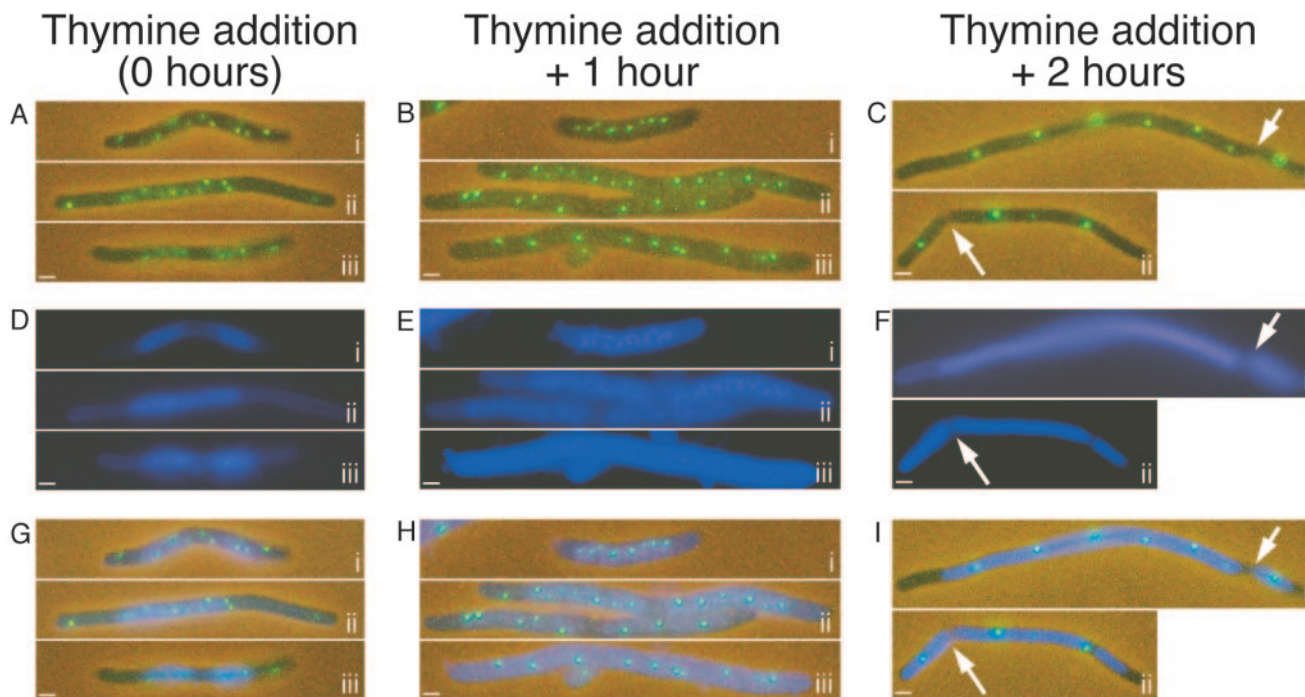 Thymine addition
(0 hours)
Thymine addition
+ 1 hour
Thymine addition
+ 2 hours
A
i
ii
iii
B
i
ii
iii
C
i
ii
D
i
ii
iii
E
i
ii
iii
F
i
ii
G
i
ii
iii
H
i
ii
iii
I
i
ii